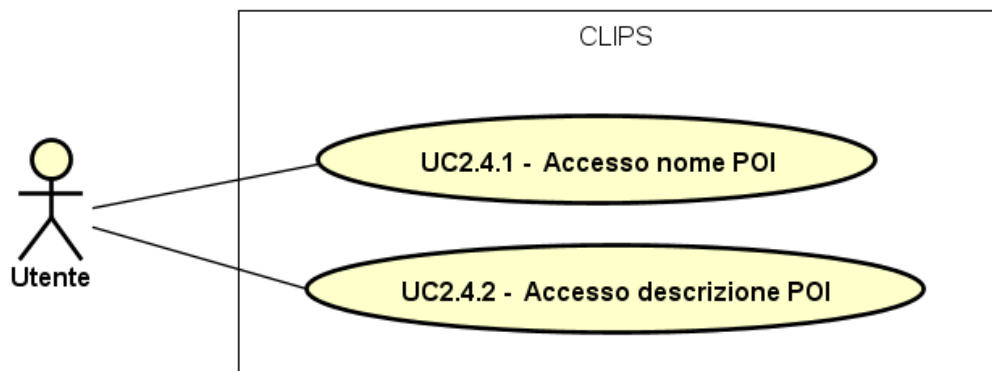 CLIPS
UC2.4.1 - Accesso nome POI
Utente
UC2.4.2 - Accesso descrizione POI